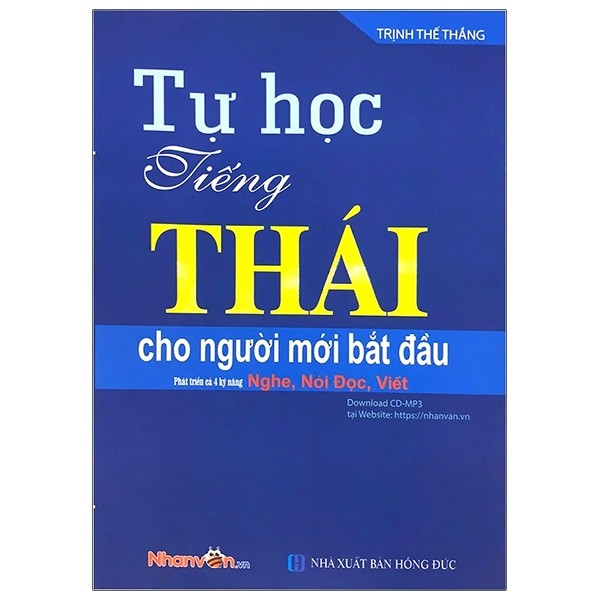 TRỊNH THẾ THẮNG
Tự học
Tiếng
THÁI
cho người mới bắt đầu
Phát triển cả 4 kỹ năng Nghe, Nói Đọc, Viết
Download CD-MP3
tại Website: https://nhanvan.vn
Nhanvan.vn
NHÀ XUẤT BẢN HỒNG ĐỨC